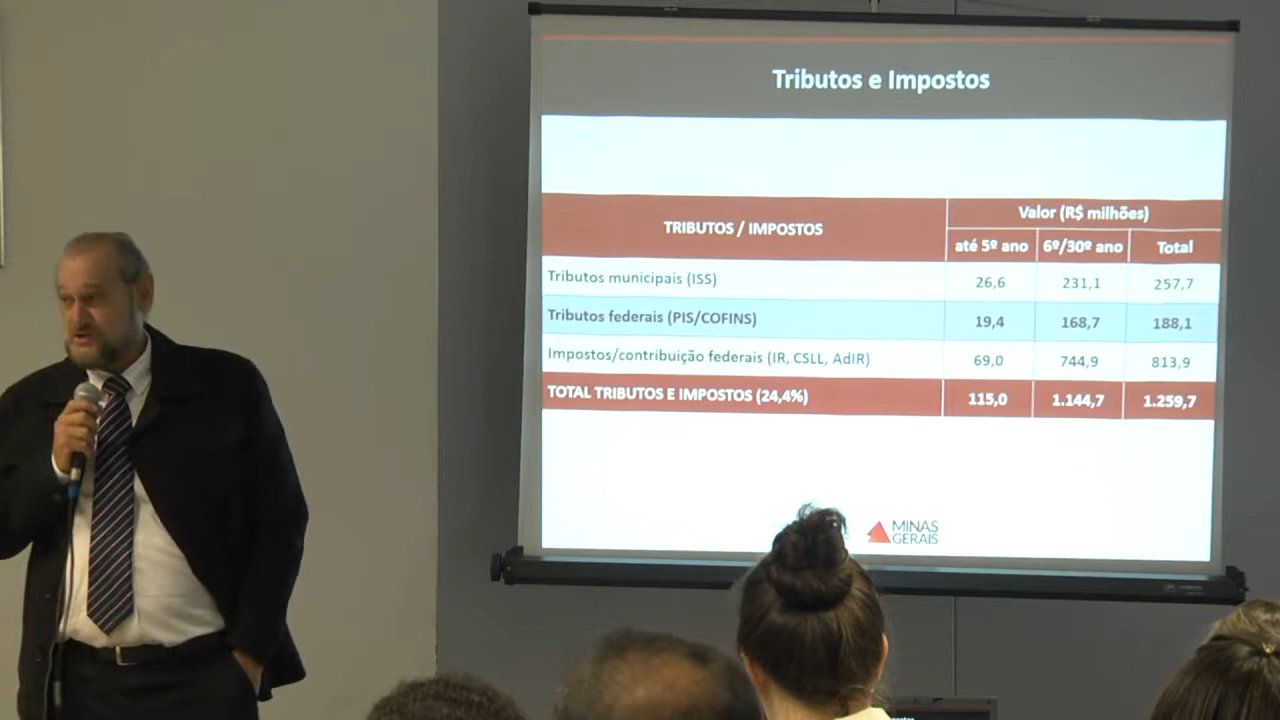 Tributos e Impostos
TRIBUTOS / IMPOSTOS
Valor (R$ milhões)
até 5º ano 6º/30º ano Total
Tributos municipais (ISS) 26,6 231,1 257,7
Tributos federais (PIS/COFINS) 19,4 168,7 188,1
Impostos/contribuição federais (IR, CSLL, AdIR) 69,0 744,9 813,9
TOTAL TRIBUTOS E IMPOSTOS (24,4%) 115,0 1.144,7 1.259,7
MINAS
GERAIS